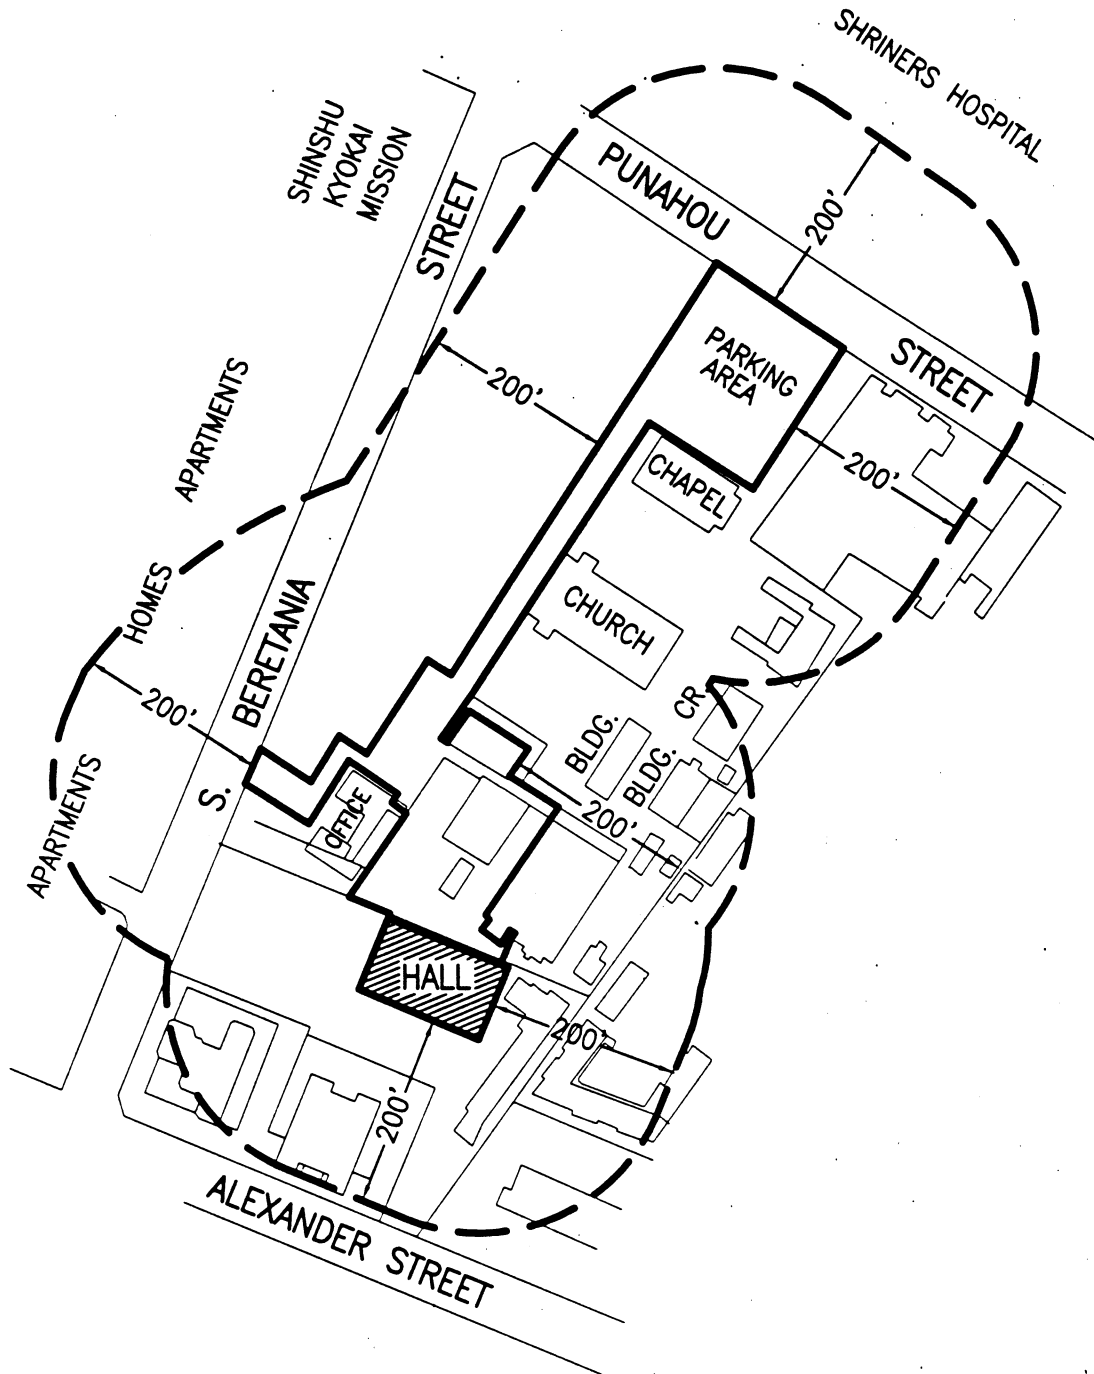 SHRINERS HOSPITAL
SHINSHU
KYOKAI
MISSION
PUNAHOU
STREET
200'
STREET
PARKING
AREA
200'
200'
APARTMENTS
CHAPEL
HOMES
CHURCH
BERETANIA
S.
200'
CR
BLDG.
BLDG.
OFFICE
200'
APARTMENTS
HALL
200'
200'
ALEXANDER STREET